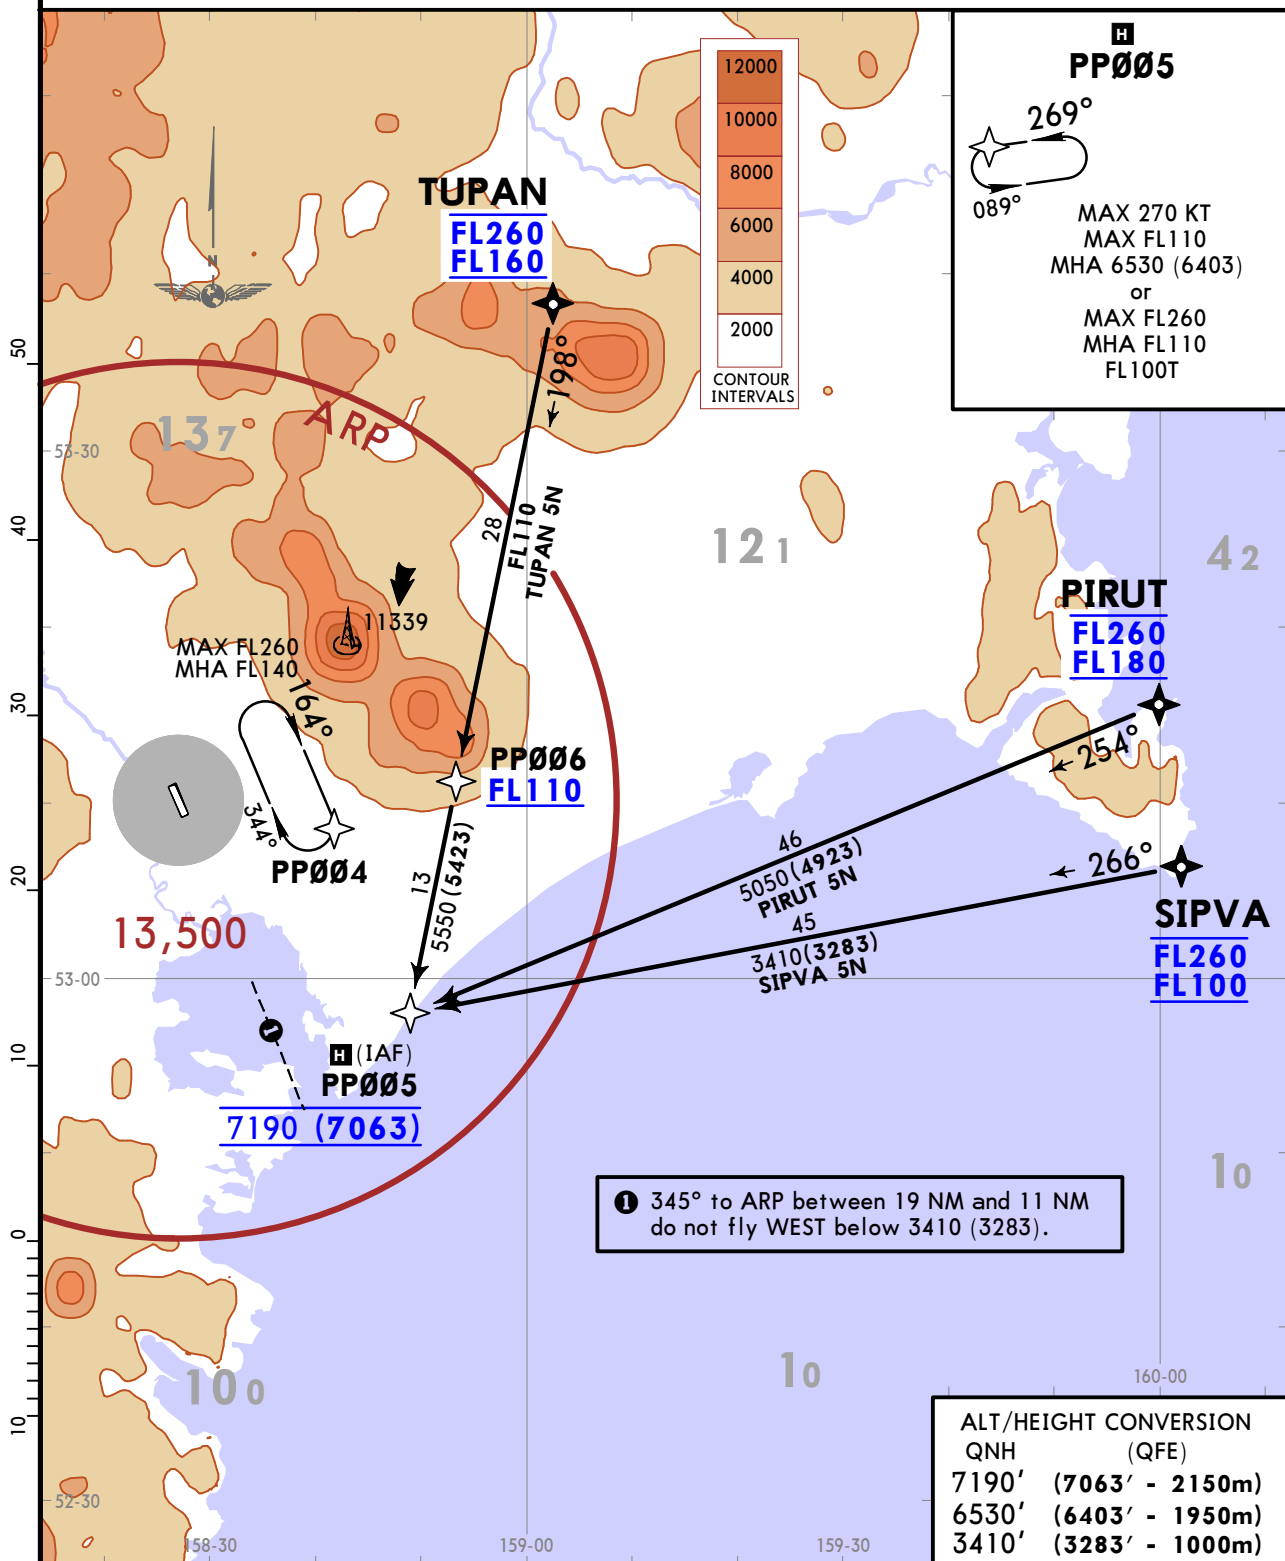 H
PPØØ5
269°
089°
MAX 270 KT
MAX FL110
MHA 6530 (6403)
or
MAX FL260
MHA FL110
FL100T
12000
10000
8000
6000
4000
2000
CONTOUR
INTERVALS
N
TUPAN
FL260
FL160
198°
28
FL110
TUPAN 5N
ARP
137
53-30
121
42
50
40
30
20
10
0
10
11339
MAX FL260
MHA FL140
164°
344°
PPØØ4
PPØØ6
FL110
13
5550(5423)
PIRUT
FL260
FL180
254°
46
5050(4923)
PIRUT 5N
266°
45
3410(3283)
SIPVA 5N
SIPVA
FL260
FL100
13,500
53-00
1
H (IAF)
PPØØ5
7190 (7063)
10
1 345° to ARP between 19 NM and 11 NM
do not fly WEST below 3410 (3283).
100
10
160-00
52-30
158-30
159-00
159-30
ALT/HEIGHT CONVERSION
QNH (QFE)
7190' (7063' - 2150m)
6530' (6403' - 1950m)
3410' (3283' - 1000m)